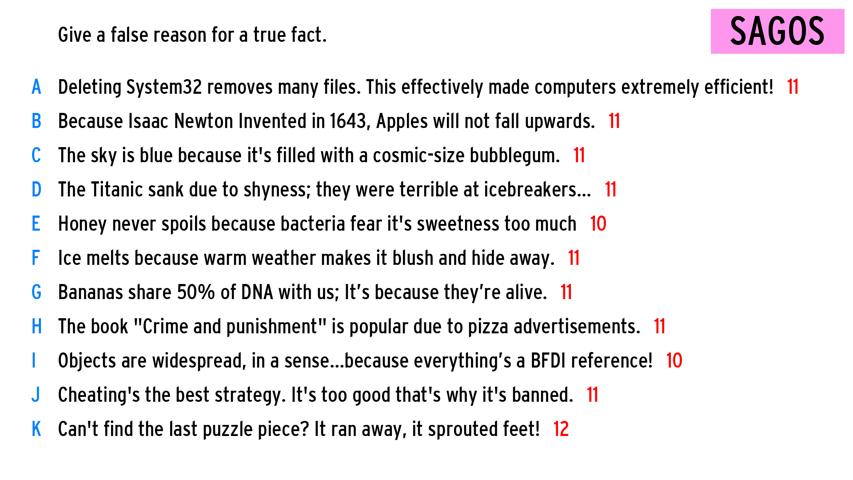 Give a false reason for a true fact.
SAGOS
A Deleting System32 removes many files. This effectively made computers extremely efficient! 11
B Because Isaac Newton Invented in 1643, Apples will not fall upwards. 11
C The sky is blue because it's filled with a cosmic-size bubblegum. 11
D The Titanic sank due to shyness; they were terrible at icebreakers... 11
E Honey never spoils because bacteria fear it's sweetness too much 10
F Ice melts because warm weather makes it blush and hide away. 11
G Bananas share 50% of DNA with us; It’s because they’re alive. 11
H The book "Crime and punishment" is popular due to pizza advertisements. 11
I Objects are widespread, in a sense...because everything’s a BFDI reference! 10
J Cheating's the best strategy. It's too good that's why it's banned. 11
K Can't find the last puzzle piece? It ran away, it sprouted feet! 12